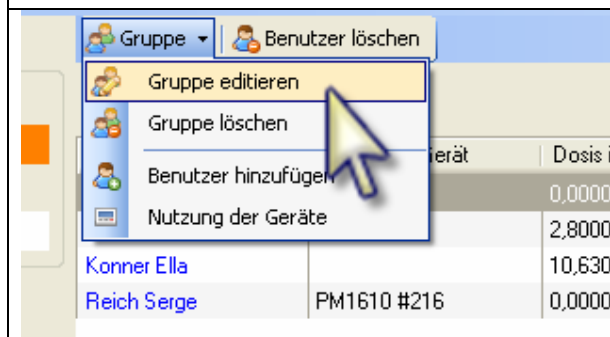 Gruppe Benutzer löschen
Gruppe editieren
Gruppe löschen
Benutzer hinzufügen
Nutzung der Geräte
Dosis
0,0000
2,8000
Konner Ella 10,630
Reich Serge PM1610 #216 0,0000